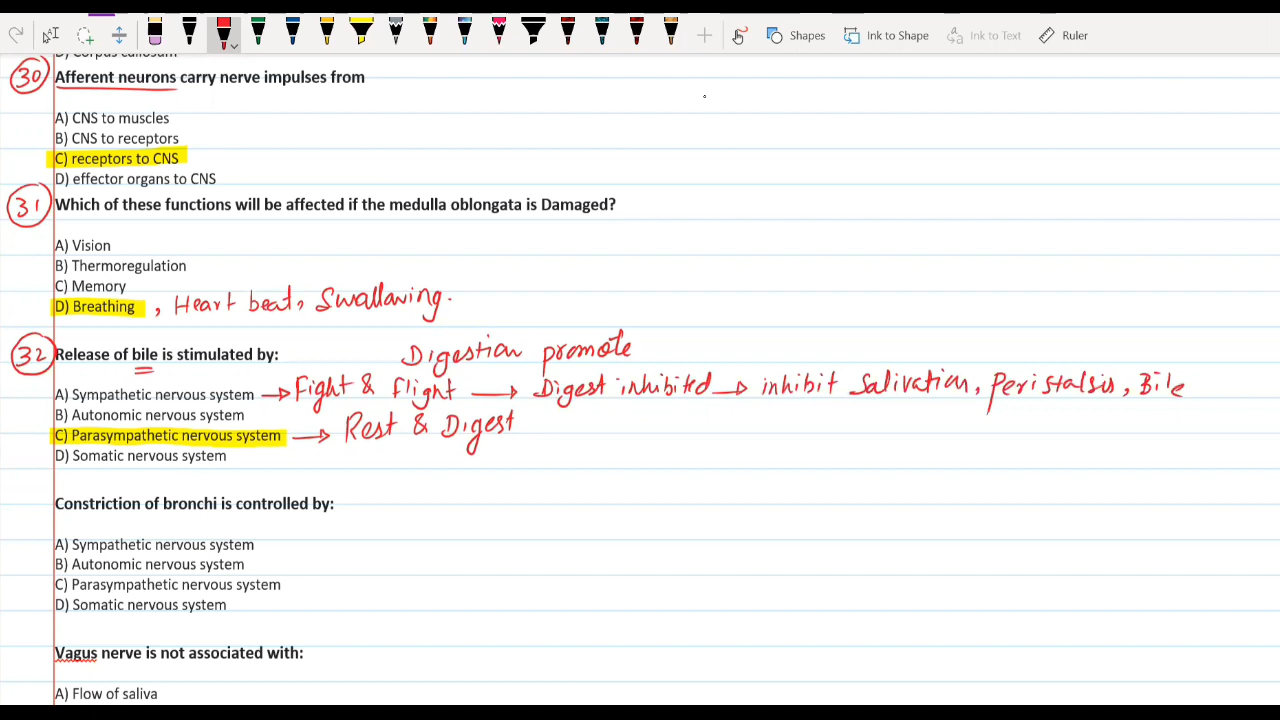 Shapes Ink to Shape Ink to Text Ruler
D) Corpus callosum
30 Afferent neurons carry nerve impulses from
A) CNS to muscles
B) CNS to receptors
C) receptors to CNS
D) effector organs to CNS
31 Which of these functions will be affected if the medulla oblongata is Damaged?
A) Vision
B) Thermoregulation
C) Memory
D) Breathing , Heart beat, Swallawing.
Digestion promote
32 Release of bile is stimulated by:
A) Sympathetic nervous system → Fight & flight → Digest inhibited → inhibit Salivation, peristalsis, Bile
B) Autonomic nervous system
C) Parasympathetic nervous system → Rest & Digest
D) Somatic nervous system
Constriction of bronchi is controlled by:
A) Sympathetic nervous system
B) Autonomic nervous system
C) Parasympathetic nervous system
D) Somatic nervous system
Vagus nerve is not associated with:
A) Flow of saliva